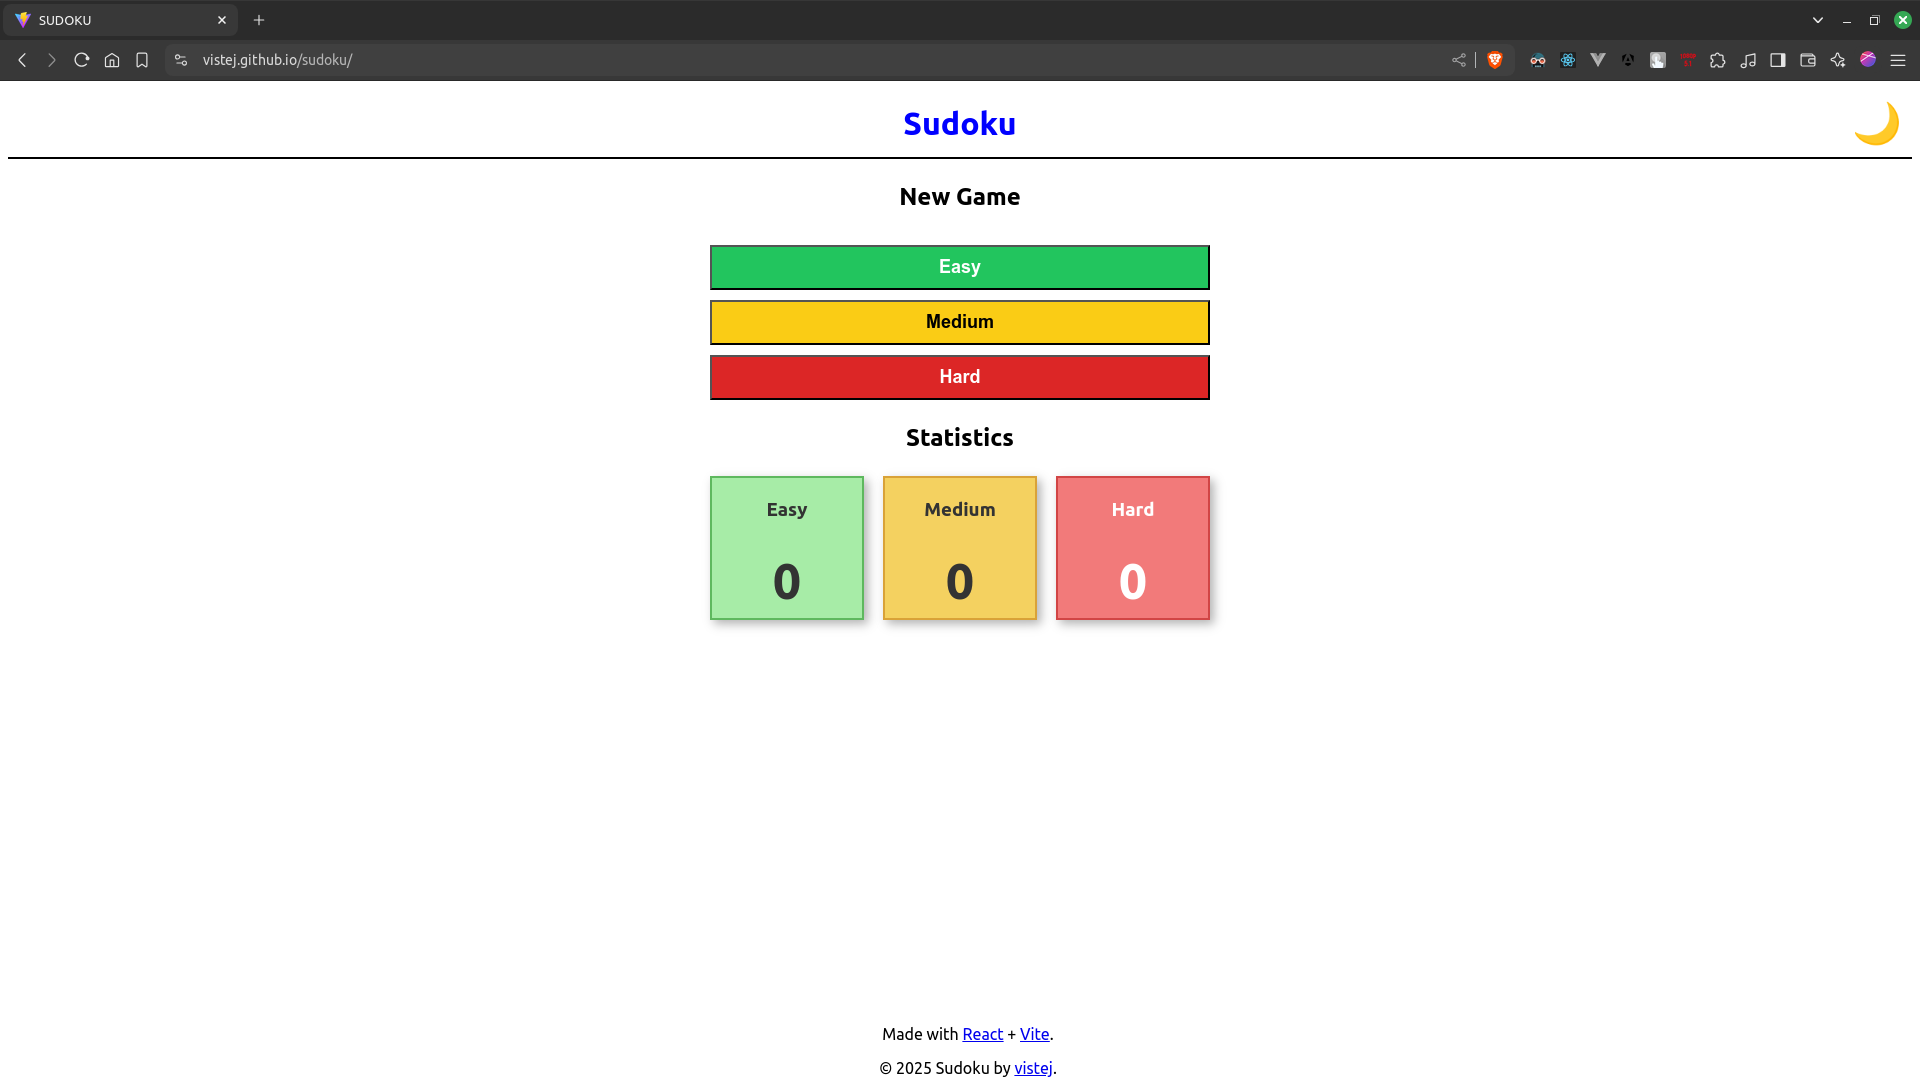 SUDOKU
vistej.github.io/sudoku/
Sudoku
New Game
Easy
Medium
Hard
Statistics
Easy Medium Hard
0 0 0
Made with React + Vite.
© 2025 Sudoku by vistej.